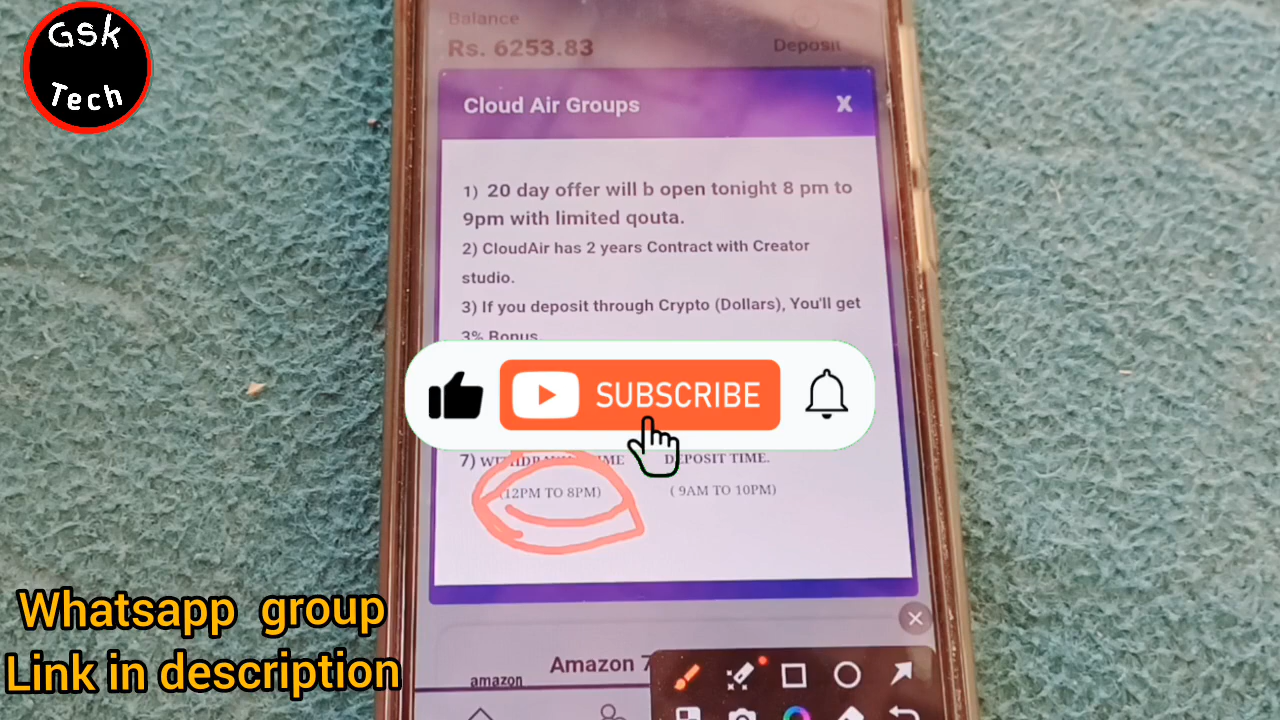 Gsk
Tech
Balance
Rs. 6253.83
Deposit
Cloud Air Groups
X
1) 20 day offer will b open tonight 8 pm to
9pm with limited qouta.
2) CloudAir has 2 years Contract with Creator
studio.
3) If you deposit through Crypto (Dollars), You'll get
3% Bonus
SUBSCRIBE
7)
DEPOSIT TIME.
(12PM TO 8PM)
( 9AM TO 10PM)
Whatsapp group
Link in description
Amazon 7
amazon